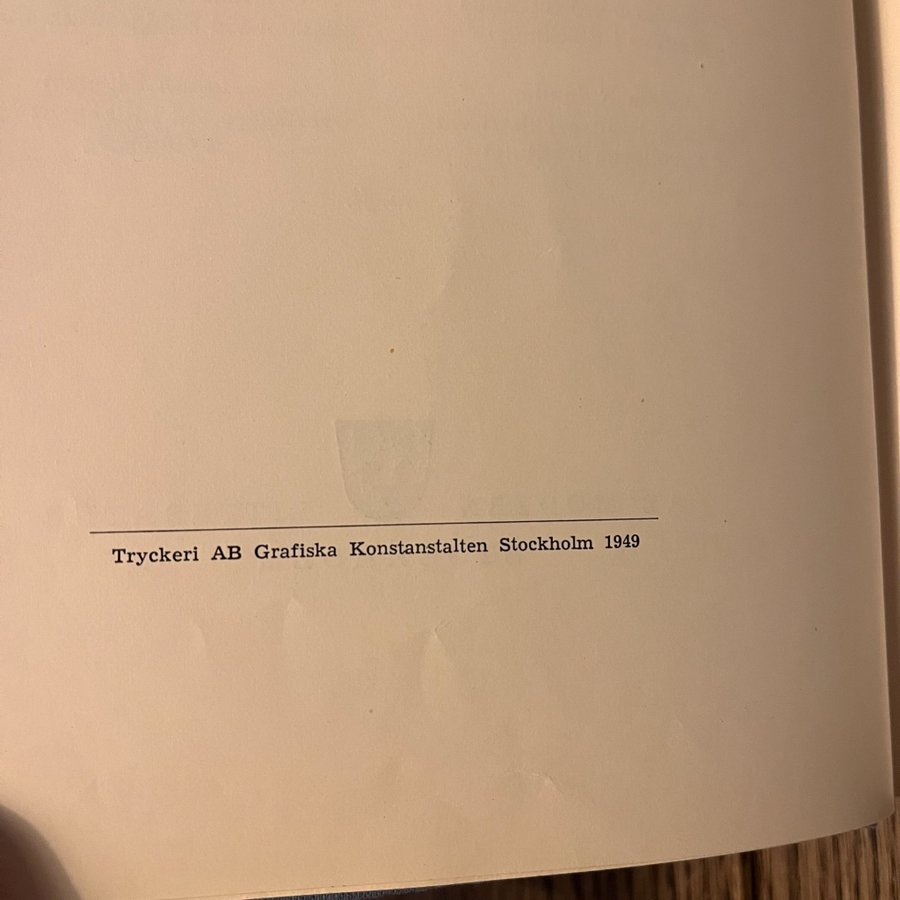 Tryckeri AB Grafiska Konstanstalten Stockholm 1949